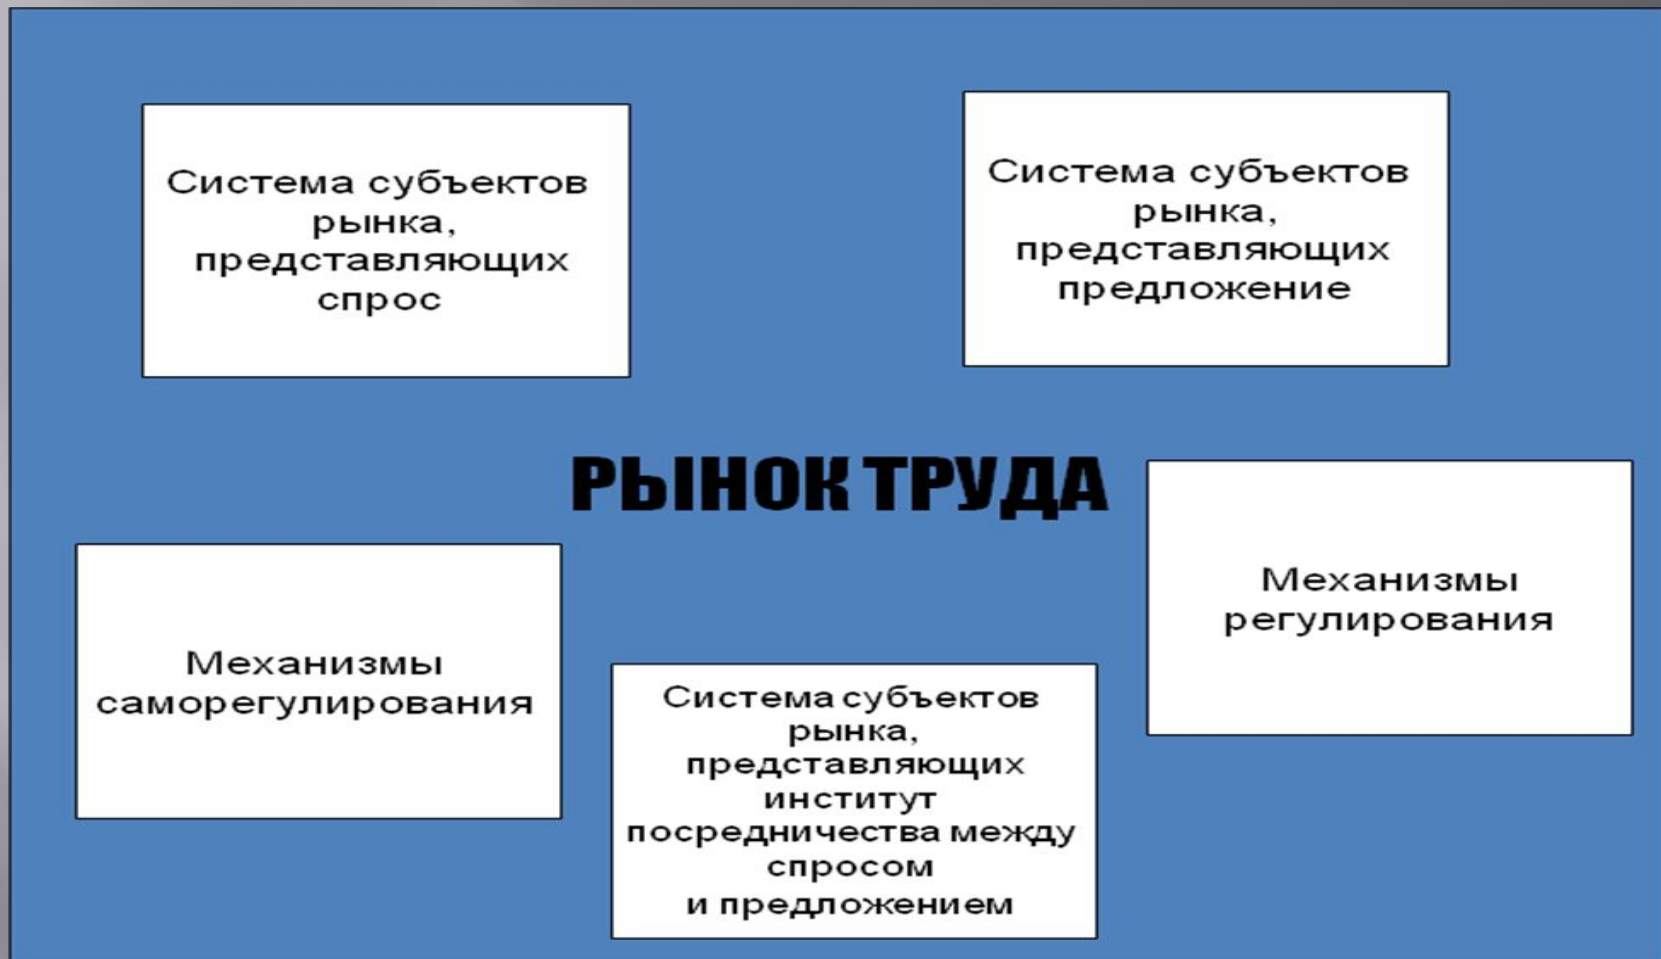 Система субъектов
рынка,
представляющих
спрос
Система субъектов
рынка,
представляющих
предложение
РЫНОК ТРУДА
Механизмы
регулирования
Механизмы
саморегулирования
Система субъектов
рынка,
представляющих
институт
посредничества между
спросом
и предложением